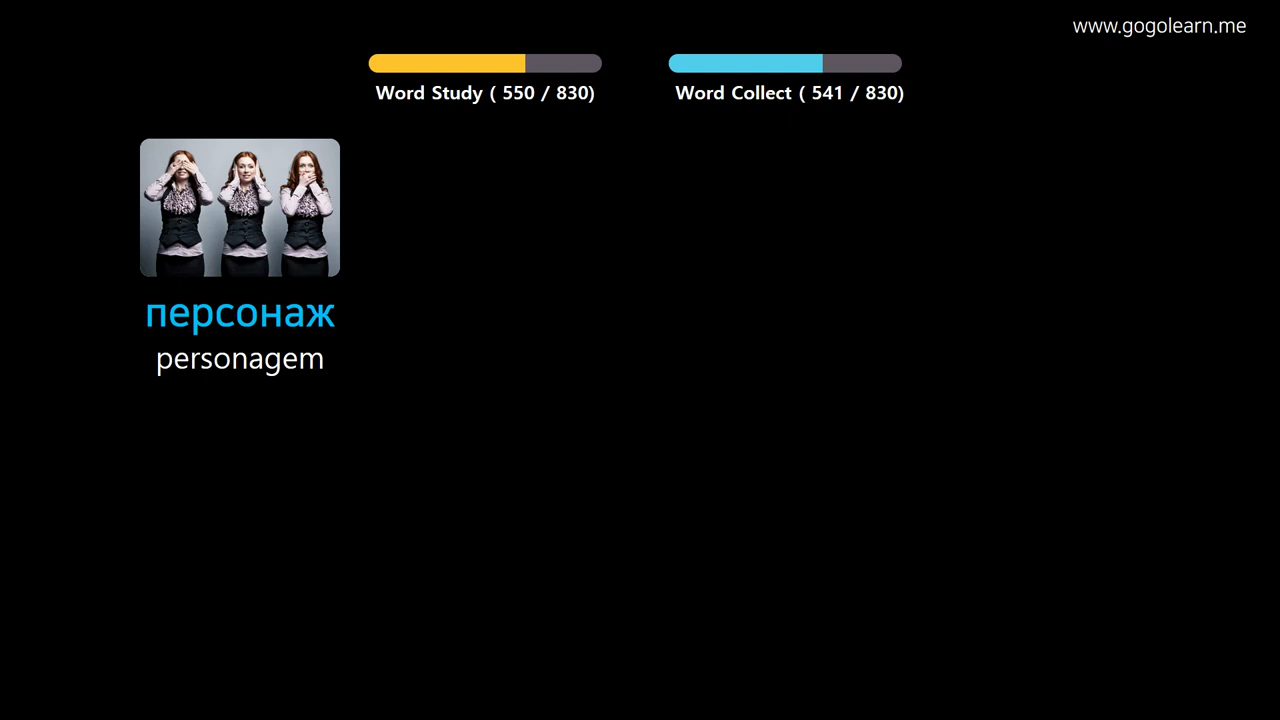 www.gogolearn.me
Word Study ( 550 / 830)
Word Collect ( 541 / 830)
персонаж
personagem